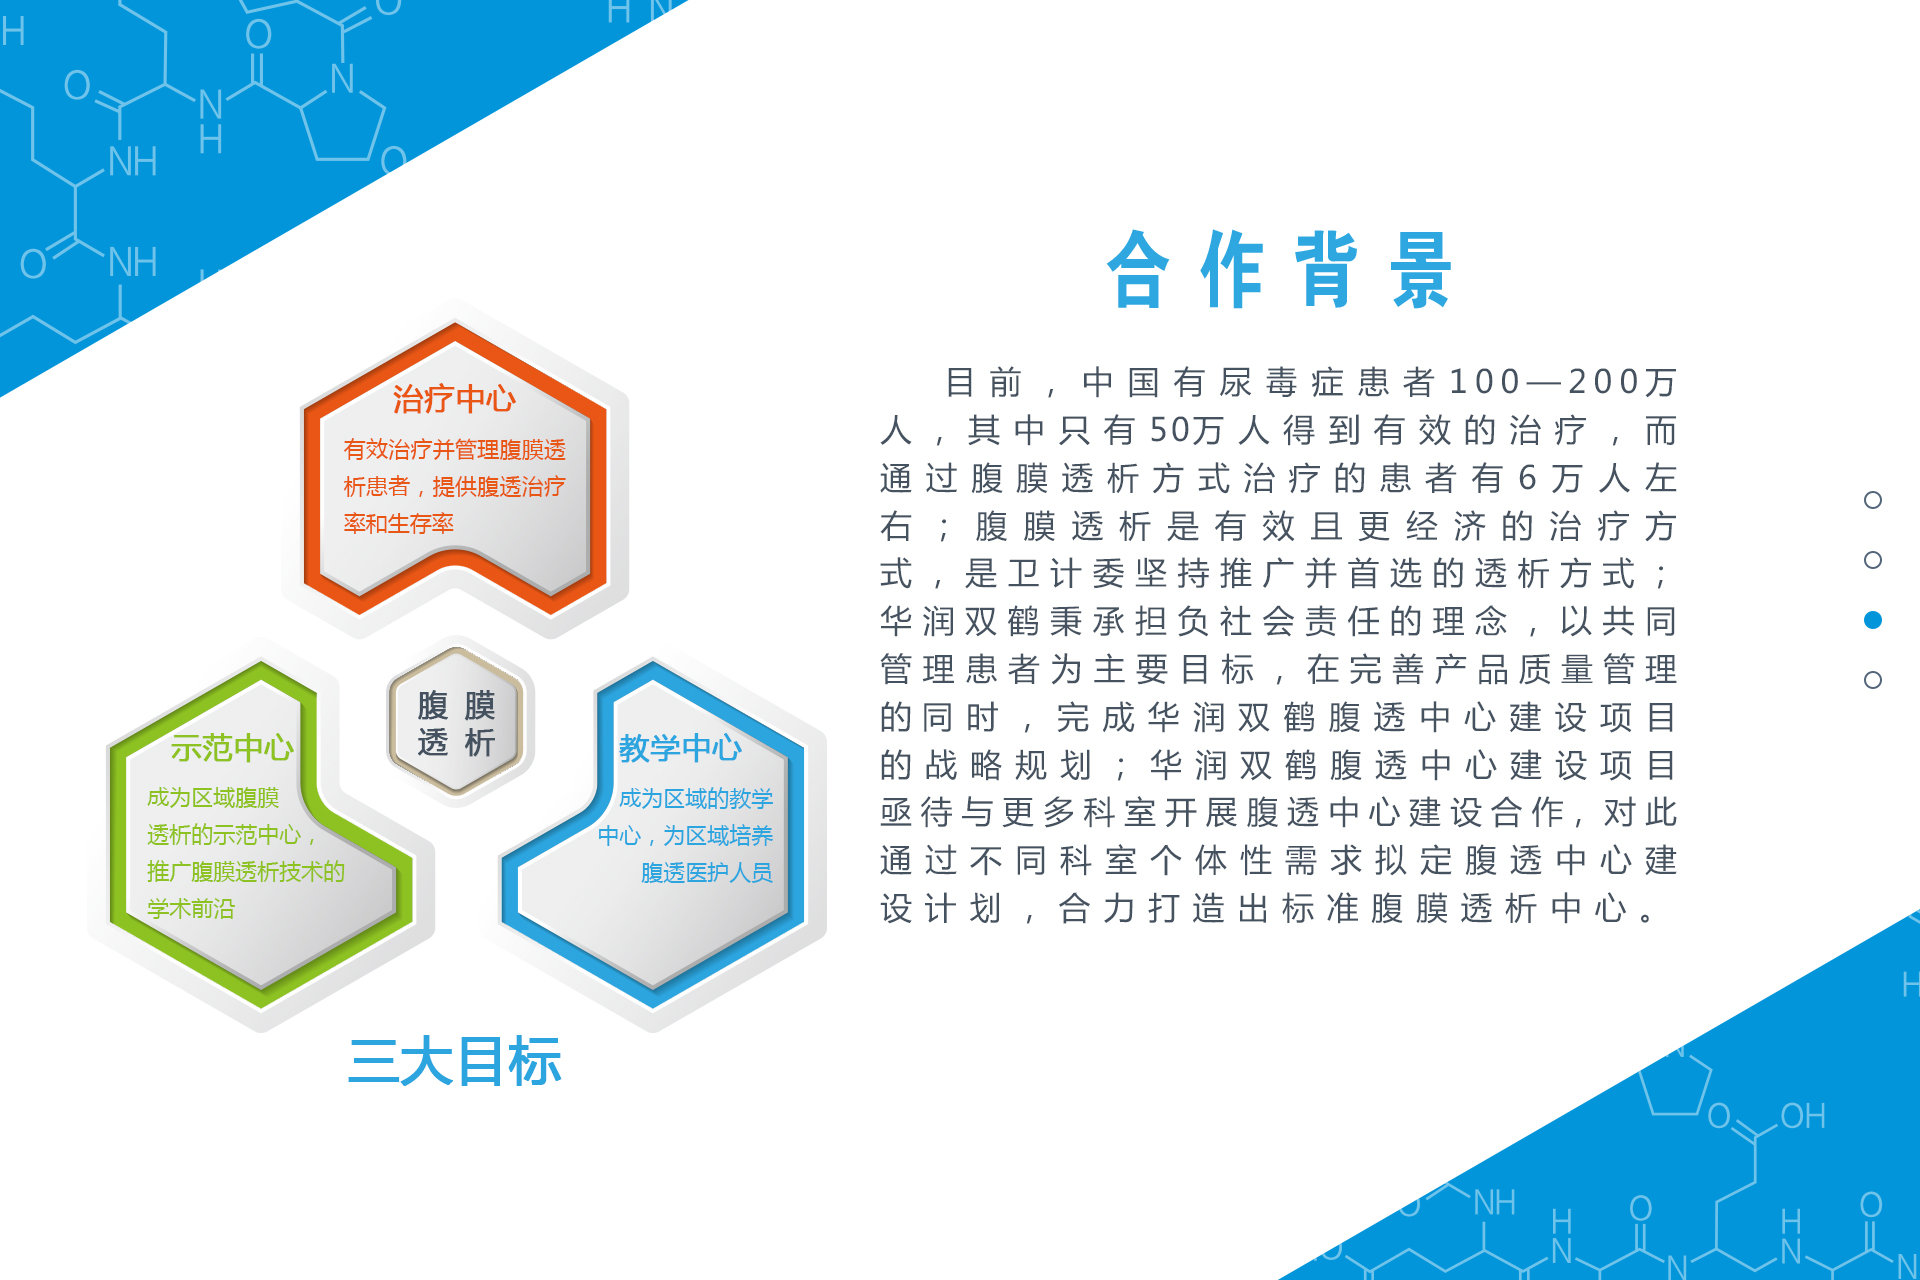 H
H
N
O
O
O
N
N
H
NH
O
O
NH
合作背景
目前，中国有尿毒症患者100—200万
人，其中只有50万人得到有效的治疗，而
通过腹膜透析方式治疗的患者有6万人左
右；腹膜透析是有效且更经济的治疗方
式，是卫计委坚持推广并首选的透析方式；
华润双鹤秉承担负社会责任的理念，以共同
管理患者为主要目标，在完善产品质量管理
的同时，完成华润双鹤腹透中心建设项目
的战略规划；华润双鹤腹透中心建设项目
亟待与更多科室开展腹透中心建设合作，对此
通过不同科室个体性需求拟定腹透中心建
设计划，合力打造出标准腹膜透析中心。
治疗中心
有效治疗并管理腹膜透
析患者，提供腹透治疗
率和生存率
腹膜
透析
示范中心
成为区域腹膜
透析的示范中心，
推广腹膜透析技术的
学术前沿
教学中心
成为区域的教学
中心，为区域培养
腹透医护人员
三大目标
H
N
O
OH
O
NH
O
H
N
O
N
H
N
O
N